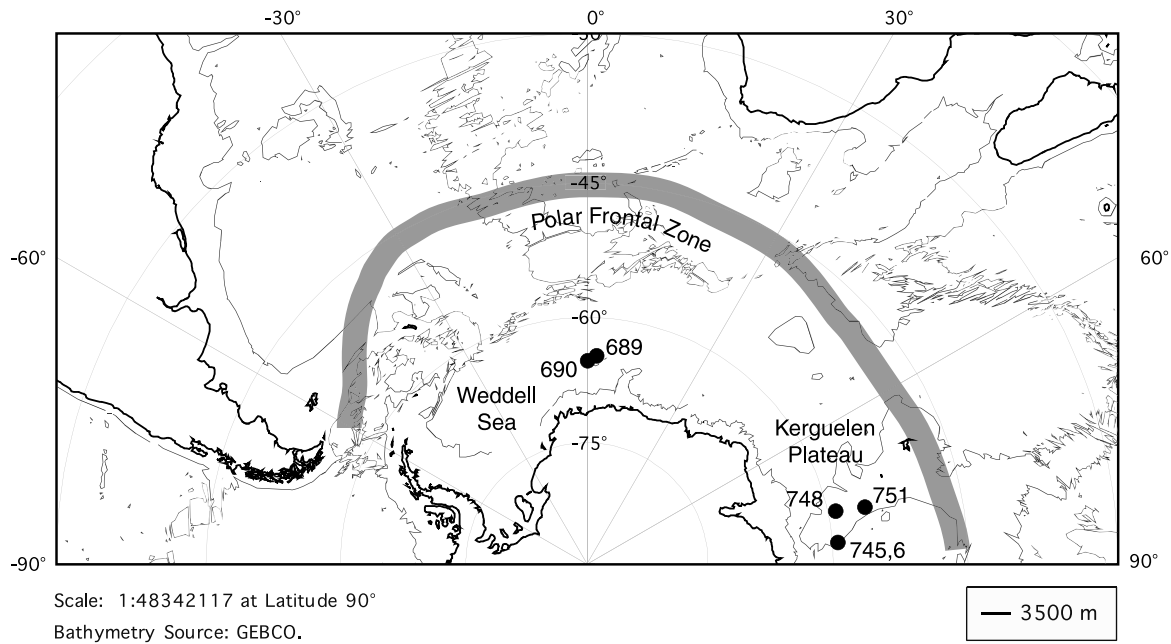 -30°
0°
30°
-30
-45°
Polar Frontal Zone
-60°
60°
-60°
689
690
Weddell
Sea
-75°
Kerguelen
Plateau
748
751
745,6
-90°
90°
Scale: 1:48342117 at Latitude 90°
Bathymetry Source: GEBCO.
3500 m